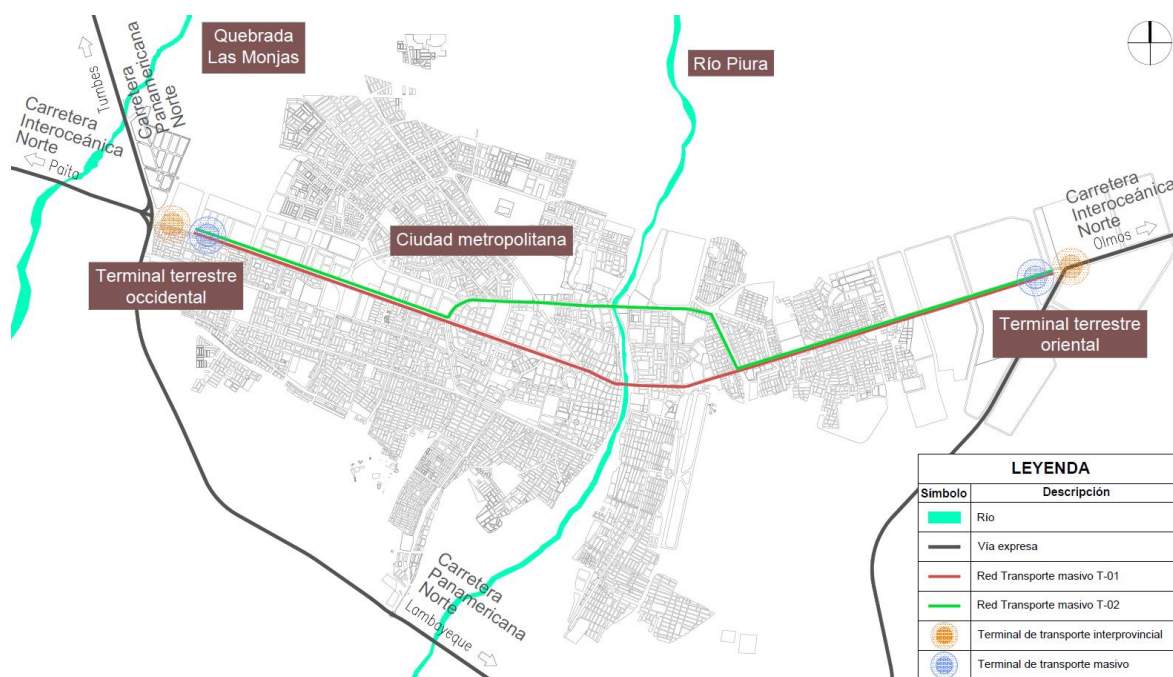 Quebrada
Las Monjas
Río Piura
Tumbes
Carretera
Panamericana
Norte
Carretera
Interoceánica
Norte
Paita
Ciudad metropolitana
Carretera
Interoceánica
Norte
Olmos
Terminal terrestre
occidental
Terminal terrestre
oriental
Carretera
Panamericana
Norte
Lambayeque
LEYENDA
Símbolo Descripción
Río
Vía expresa
Red Transporte masivo T-01
Red Transporte masivo T-02
Terminal de transporte interprovincial
Terminal de transporte masivo